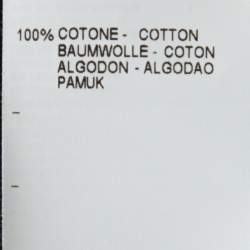 100% COTONE - COTTON
BAUMWOLLE - COTON
ALGODON - ALGODAO
PAMUK
-
-